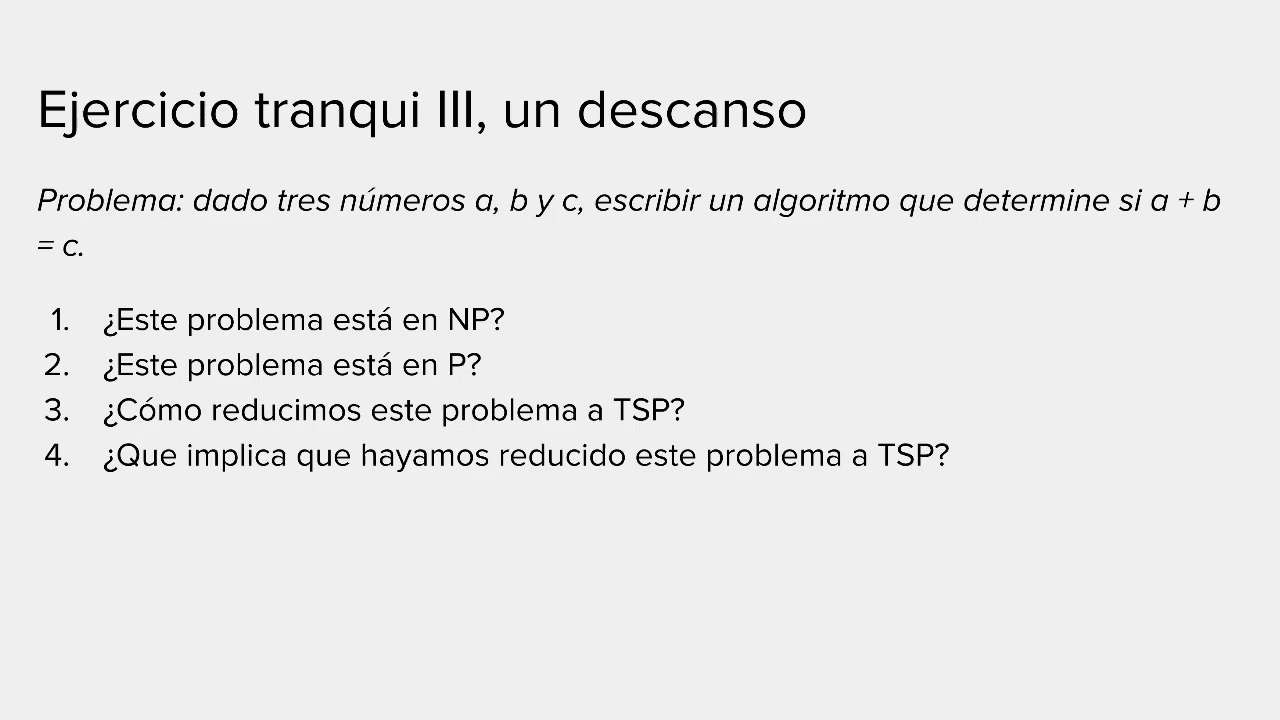 Ejercicio tranqui III, un descanso
Problema: dado tres números a, b y c, escribir un algoritmo que determine si a + b
= c.
1. ¿Este problema está en NP?
2. ¿Este problema está en P?
3. ¿Cómo reducimos este problema a TSP?
4. ¿Que implica que hayamos reducido este problema a TSP?